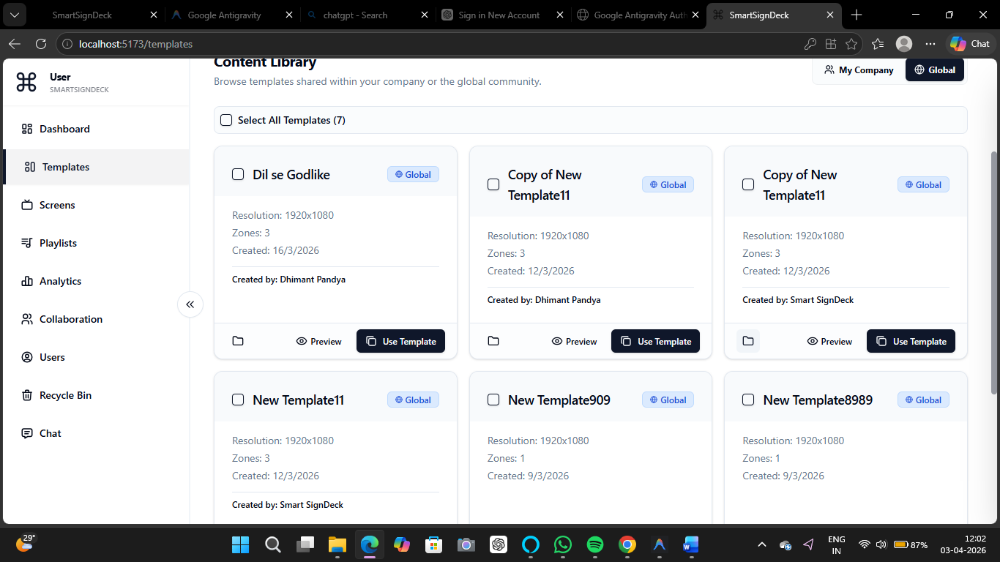 SmartSignDeck
Google Antigravity
chatgpt - Search
Sign in New Account
Google Antigravity Auth
SmartSignDeck
localhost:5173/templates
Chat
User
SMARTSIGNDECK
Dashboard
Templates
Screens
Playlists
Analytics
Collaboration
Users
Recycle Bin
Chat
Content Library
Browse templates shared within your company or the global community.
My Company
Global
Select All Templates (7)
Dil se Godlike
Global
Resolution: 1920x1080
Zones: 3
Created: 16/3/2026
Created by: Dhimant Pandya
Preview
Use Template
Copy of New
Template11
Global
Resolution: 1920x1080
Zones: 3
Created: 12/3/2026
Created by: Dhimant Pandya
Preview
Use Template
Copy of New
Template11
Global
Resolution: 1920x1080
Zones: 3
Created: 12/3/2026
Created by: Smart SignDeck
Preview
Use Template
New Template11
Global
Resolution: 1920x1080
Zones: 3
Created: 12/3/2026
Created by: Smart SignDeck
New Template909
Global
Resolution: 1920x1080
Zones: 1
Created: 9/3/2026
New Template8989
Global
Resolution: 1920x1080
Zones: 1
Created: 9/3/2026
29°
ENG
IN
87%
12:02
03-04-2026